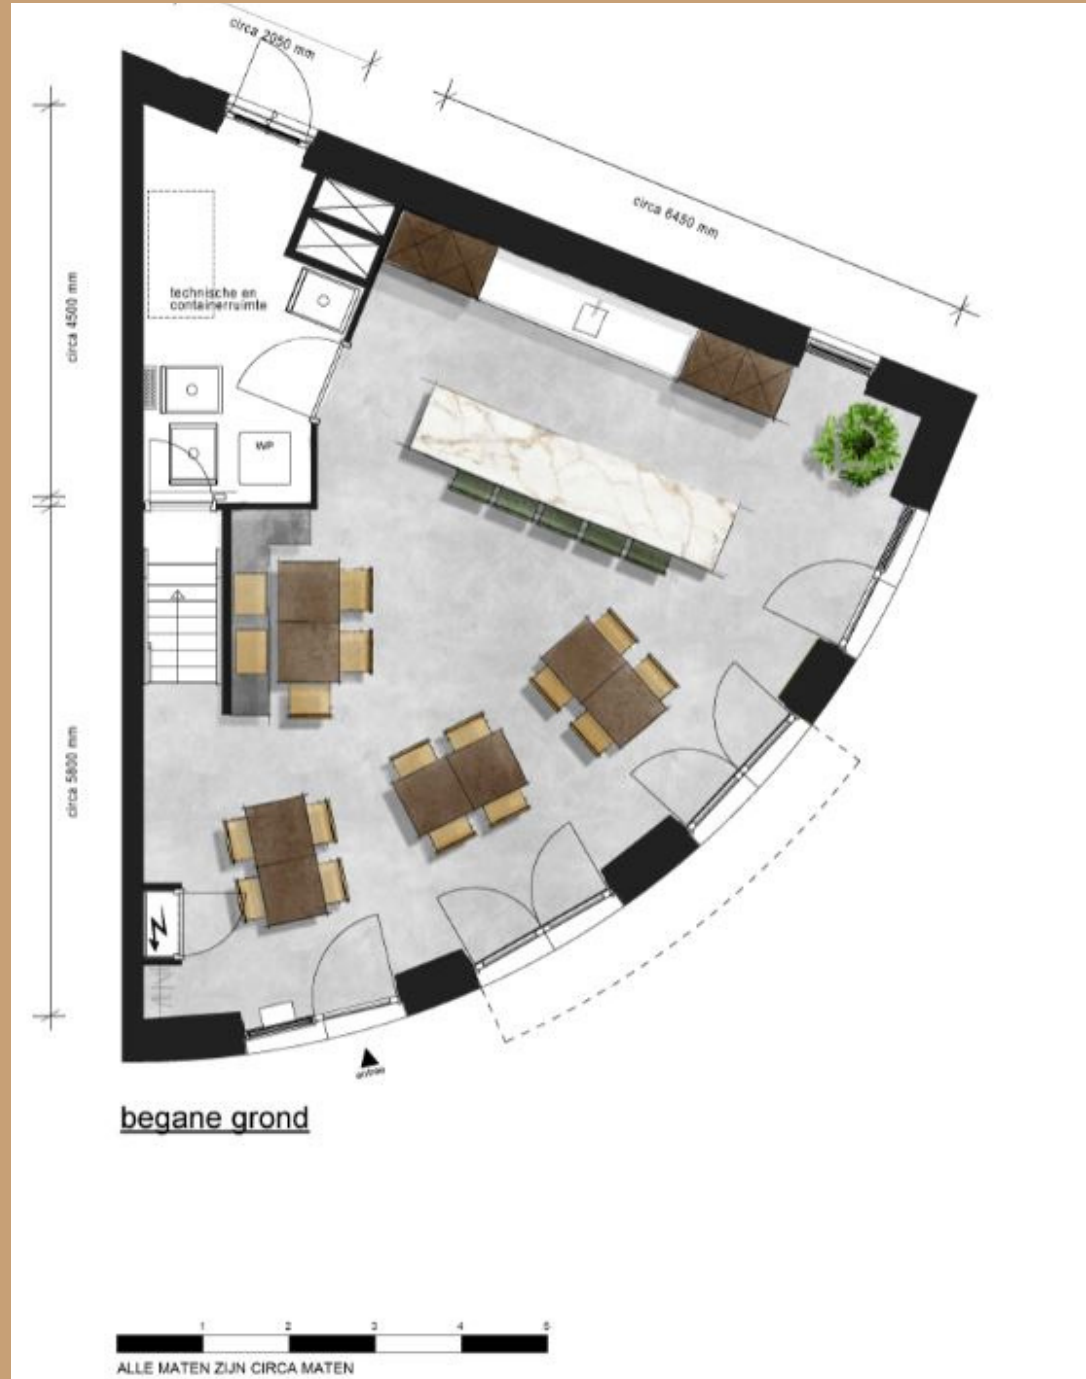 circa 2050 mm
circa 6450 mm
circa 4500 mm
technische en
containerruimte
WP
circa 5800 mm
entree
begane grond
1 2 3 4 5
ALLE MATEN ZIJN CIRCA MATEN